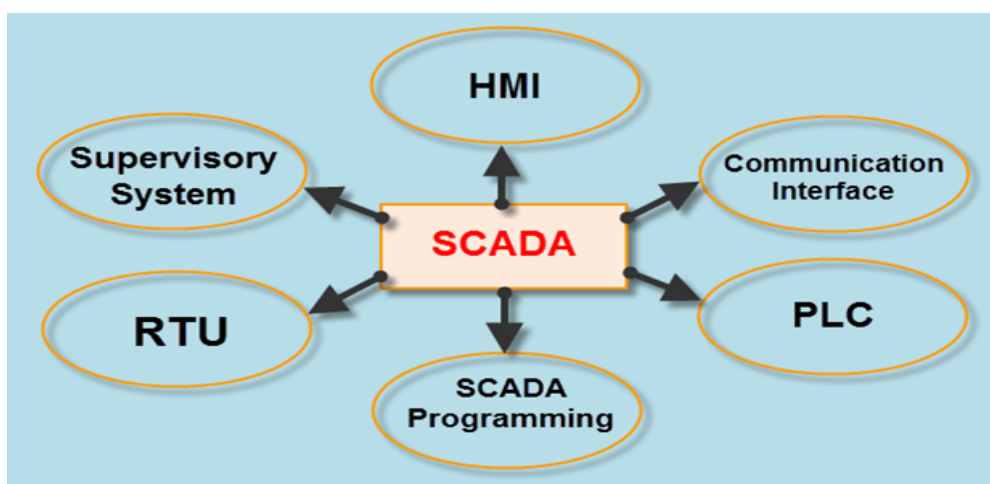 HMI
Supervisory
System
Communication
Interface
SCADA
RTU
PLC
SCADA
Programming